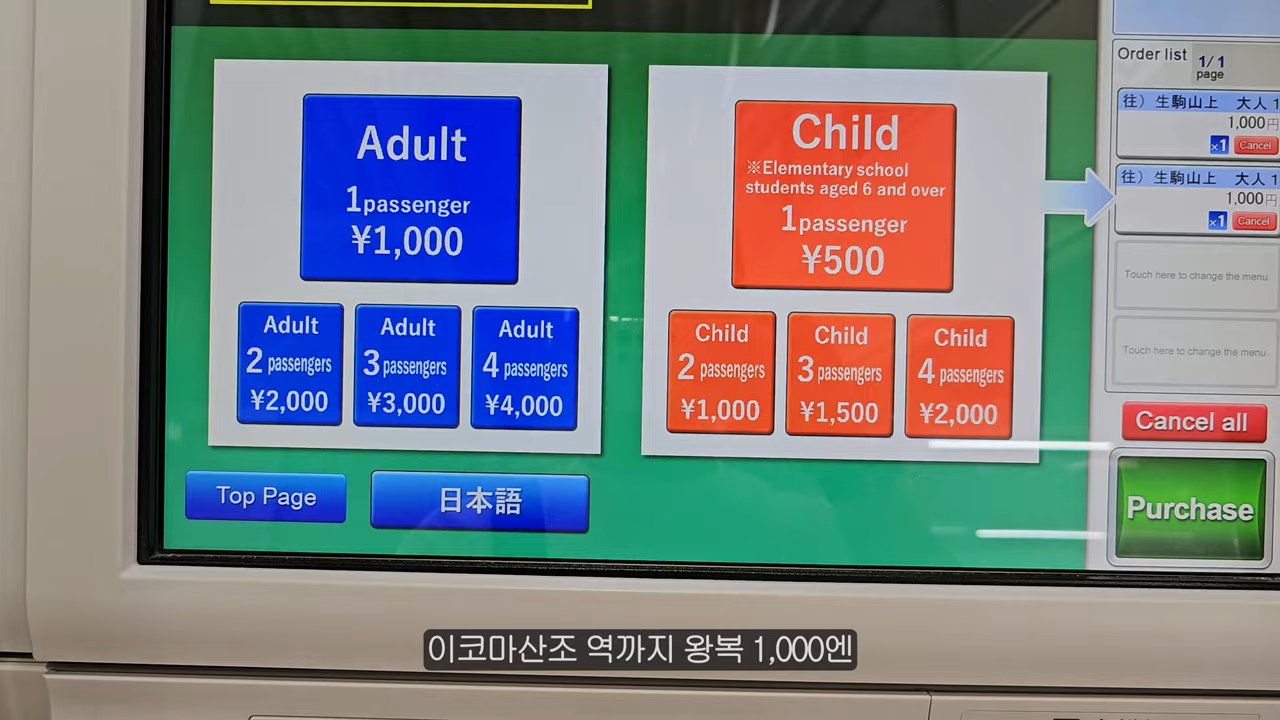 Adult
1passenger
¥1,000
Adult
2 passengers
¥2,000
Adult
3 passengers
¥3,000
Adult
4 passengers
¥4,000
Child
※Elementary school
students aged 6 and over
1passenger
¥500
Child
2 passengers
¥1,000
Child
3 passengers
¥1,500
Child
4 passengers
¥2,000
Top Page
日本語
Order list
1/1
page
往）生駒山上 大人1
1,000円
×1 Cancel
往）生駒山上 大人1
1,000円
×1 Cancel
Touch here to change the menu.
Touch here to change the menu.
Cancel all
Purchase
이코마산조 역까지 왕복 1,000엔